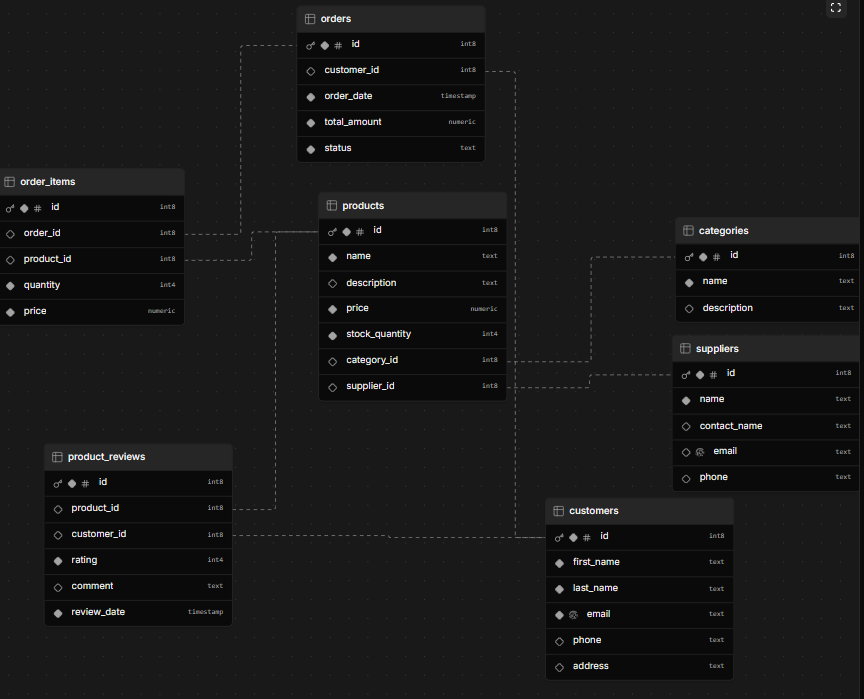 orders
id int8
customer_id int8
order_date timestamp
total_amount numeric
status text
order_items
id int8
order_id int8
product_id int8
quantity int4
price numeric
products
id int8
name text
description text
price numeric
stock_quantity int4
category_id int8
supplier_id int8
categories
id int8
name text
description text
suppliers
id int8
name text
contact_name text
email text
phone text
product_reviews
id int8
product_id int8
customer_id int8
rating int4
comment text
review_date timestamp
customers
id int8
first_name text
last_name text
email text
phone text
address text